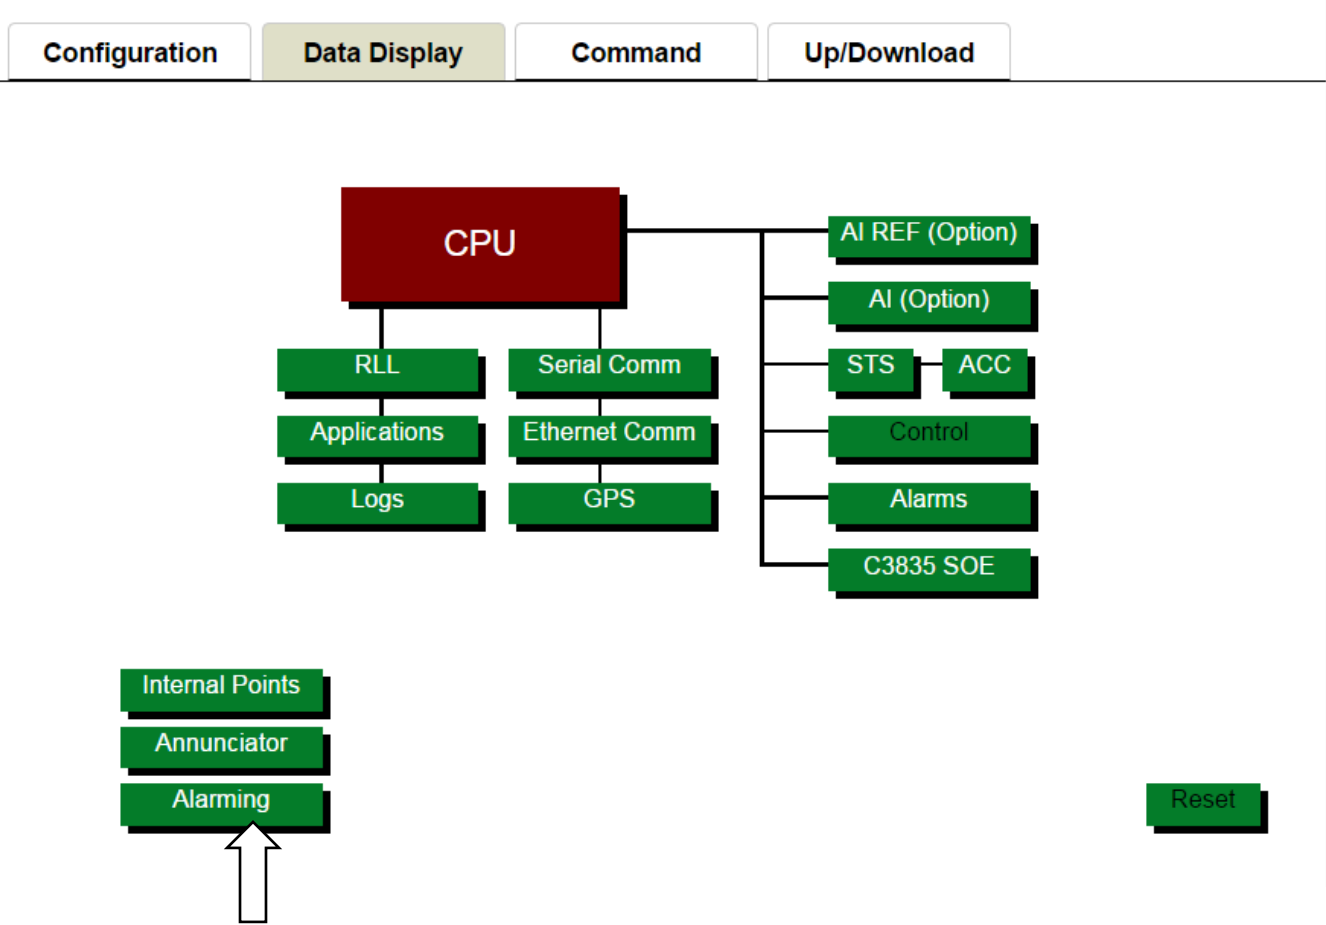 Configuration
Data Display
Command
Up/Download
CPU
AI REF (Option)
AI (Option)
RLL
Serial Comm
STS
ACC
Applications
Ethernet Comm
Control
Logs
GPS
Alarms
C3835 SOE
Internal Points
Annunciator
Alarming
Reset